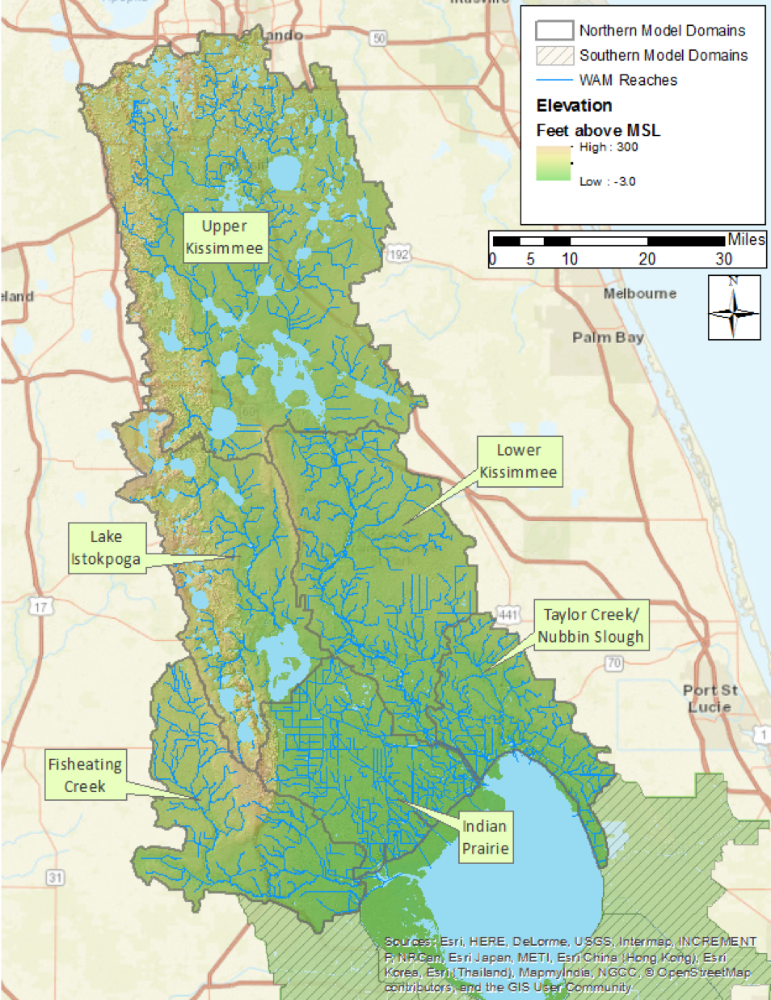 Orlando
50
Northern Model Domains
Southern Model Domains
WAM Reaches
Elevation
Feet above MSL
High : 300
Low : -3.0
Miles
0 5 10 20 30
N
192
Upper
Kissimmee
eland
Melbourne
Palm Bay
60
Lower
Kissimmee
Lake
Istokpoga
17
441
Taylor Creek/
Nubbin Slough
70
Port St
Lucie
1
Fisheating
Creek
Indian
Prairie
31
Sources: Esri, HERE, DeLorme, USGS, Intermap, INCREMENT
P, NRCan, Esri Japan, METI, Esri China (Hong Kong), Esri
Korea, Esri (Thailand), MapmyIndia, NGCC, © OpenStreetMap
contributors, and the GIS User Community